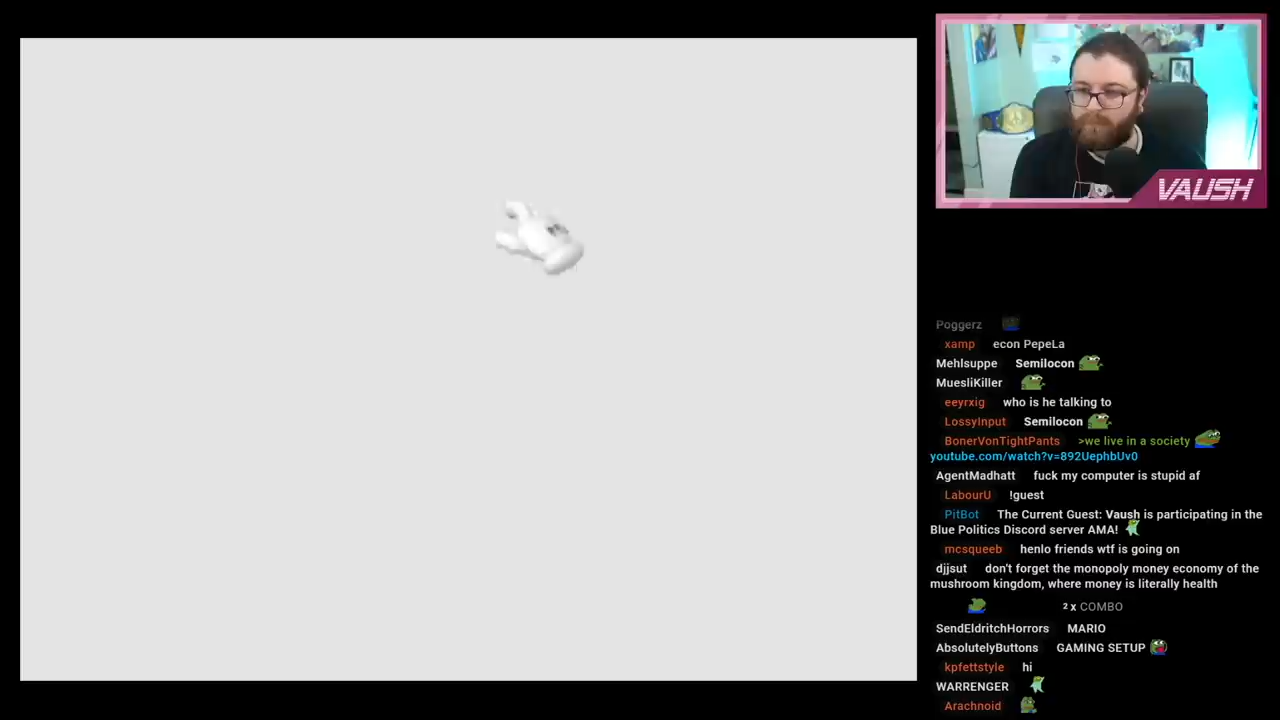 VAUSH
Poggerz
xamp econ PepeLa
Mehlsuppe Semilocon
MuesliKiller
eeyrxig who is he talking to
LossyInput Semilocon
BonerVonTightPants >we live in a society
youtube.com/watch?v=892UephbUv0
AgentMadhatt fuck my computer is stupid af
LabourU !guest
PitBot The Current Guest: Vaush is participating in the
Blue Politics Discord server AMA!
mcsqueeb henlo friends wtf is going on
djjsut don't forget the monopoly money economy of the
mushroom kingdom, where money is literally health
2 x COMBO
SendEldritchHorrors MARIO
AbsolutelyButtons GAMING SETUP
kpfettstyle hi
WARRENGER
Arachnoid